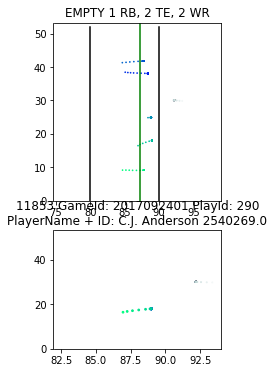 EMPTY 1 RB, 2 TE, 2 WR
50
40
30
20
10
0
75 80 85 90 95
11853 GameId: 2017092401 PlayId: 290
PlayerName + ID: C.J. Anderson 2540269.0
40
20
0
82.5 85.0 87.5 90.0 92.5